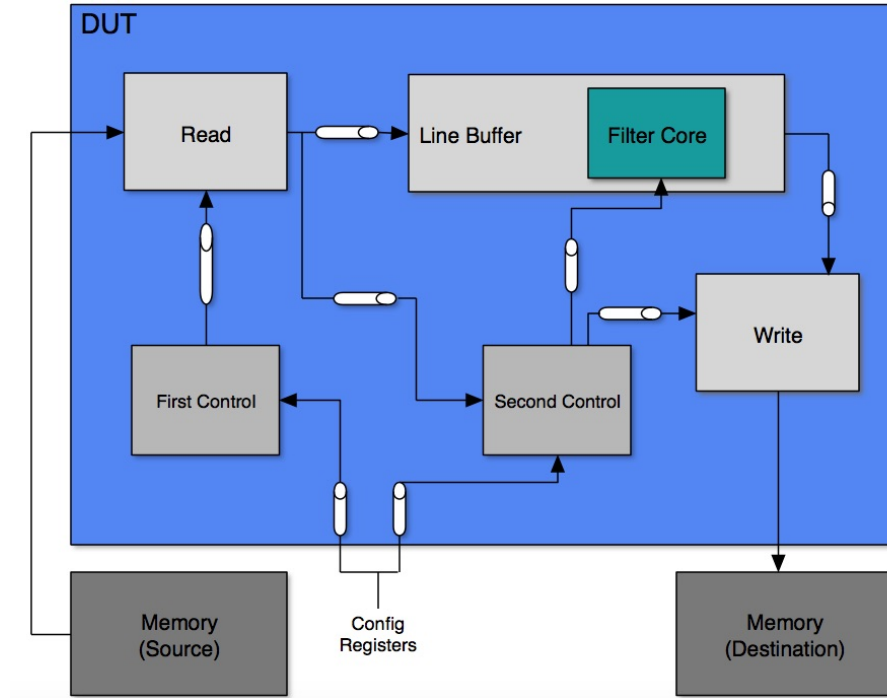 DUT
Read
Line Buffer
Filter Core
Write
First Control
Second Control
Memory
(Source)
Config
Registers
Memory
(Destination)